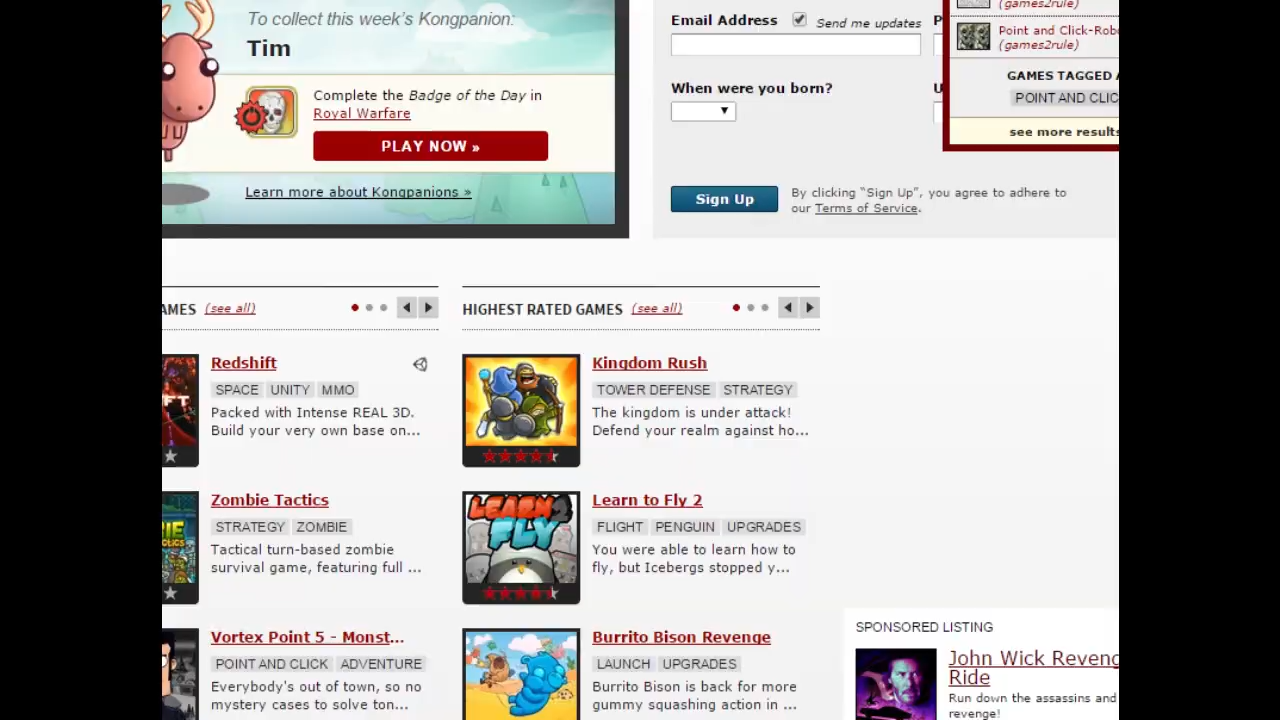 To collect this week's Kongpanion:
Tim
Complete the Badge of the Day in
Royal Warfare
PLAY NOW »
Learn more about Kongpanions »
Email Address
Send me updates
When were you born?
Sign Up
By clicking “Sign Up”, you agree to adhere to
our Terms of Service.
(games2rule)
Point and Click-Robo
(games2rule)
GAMES TAGGED A
POINT AND CLIC
see more results
AMES (see all)
Redshift
SPACE UNITY MMO
Packed with Intense REAL 3D.
Build your very own base on...
Zombie Tactics
STRATEGY ZOMBIE
Tactical turn-based zombie
survival game, featuring full ...
Vortex Point 5 - Monst...
POINT AND CLICK ADVENTURE
Everybody's out of town, so no
mystery cases to solve ton...
HIGHEST RATED GAMES (see all)
Kingdom Rush
TOWER DEFENSE STRATEGY
The kingdom is under attack!
Defend your realm against ho...
LEARN 2
FLY
Learn to Fly 2
FLIGHT PENGUIN UPGRADES
You were able to learn how to
fly, but Icebergs stopped y...
Burrito Bison Revenge
LAUNCH UPGRADES
Burrito Bison is back for more
gummy squashing action in ...
SPONSORED LISTING
John Wick Reveng
Ride
Run down the assassins and
revenge!